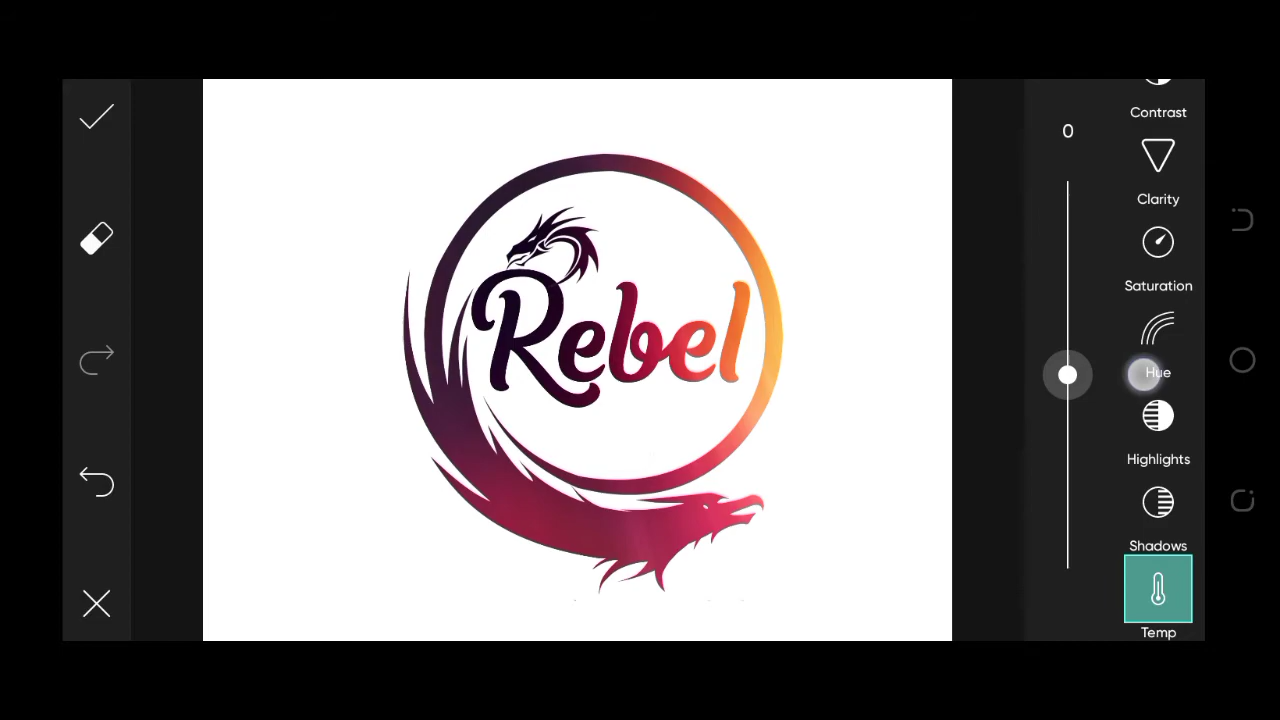 Rebel
0
Contrast
Clarity
Saturation
Hue
Highlights
Shadows
Temp